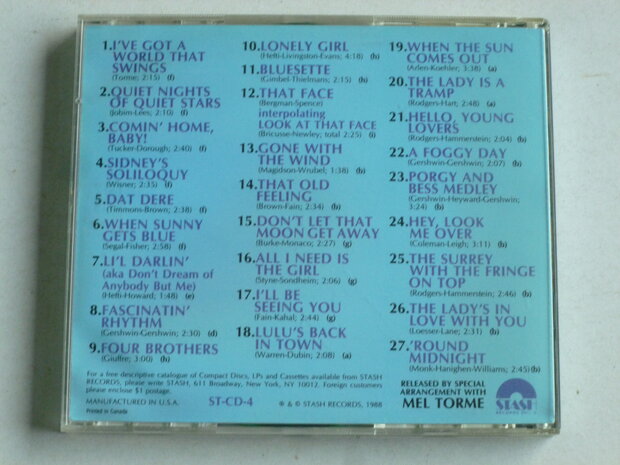 1.I'VE GOT A
WORLD THAT
SWINGS
(Torme; 2:15) (f)
2.QUIET NIGHTS
OF QUIET STARS
(Jobim-Lees; 2:10) (f)
3.COMIN' HOME,
BABY!
(Tucker-Dorough; 2:40) (f)
4.SIDNEY'S
SOLILOQUY
(Wisner; 2:35) (f)
5.DAT DERE
(Timmons-Brown; 2:38) (f)
6.WHEN SUNNY
GETS BLUE
(Segal-Fisher; 2:58) (f)
7.LI'L DARLIN'
(aka Don't Dream of
Anybody But Me)
(Hefti-Howard; 1:48) (e)
8.FASCINATIN'
RHYTHM
(Gershwin-Gershwin; 2:30) (d)
9.FOUR BROTHERS
(Giuffre; 3:00) (b)
10.LONELY GIRL
(Hefti-Livingston-Evans; 4:18) (h)
11.BLUESETTE
(Gimbel-Thielmans; 2:15) (h)
12.THAT FACE
(Bergman-Spence)
interpolating
LOOK AT THAT FACE
(Bricusse-Newley; total 2:25) (i)
13.GONE WITH
THE WIND
(Magidson-Wrubel; 1:38) (b)
14.THAT OLD
FEELING
(Brown-Fain; 2:34) (b)
15.DON'T LET THAT
MOON GET AWAY
(Burke-Monaco; 2:27) (g)
16.ALL I NEED IS
THE GIRL
(Styne-Sondheim; 2:06) (g)
17.I'LL BE
SEEING YOU
(Fain-Kahal; 2:44) (g)
18.LULU'S BACK
IN TOWN
(Warren-Dubin; 2:08) (a)
19.WHEN THE SUN
COMES OUT
(Arlen-Koehler; 3:38) (a)
20.THE LADY IS A
TRAMP
(Rodgers-Hart; 2:48) (a)
21.HELLO, YOUNG
LOVERS
(Rodgers-Hammerstein; 2:04) (b)
22.A FOGGY DAY
(Gershwin-Gershwin; 2:07) (b)
23.PORGY AND
BESS MEDLEY
(Gershwin-Heyward-Gershwin;
3:24) (b)
24.HEY, LOOK
ME OVER
(Coleman-Leigh; 3:11) (b)
25.THE SURREY
WITH THE FRINGE
ON TOP
(Rodgers-Hammerstein; 2:46) (b)
26.THE LADY'S IN
LOVE WITH YOU
(Loesser-Lane; 2:31) (b)
27.'ROUND
MIDNIGHT
(Monk-Hanighen-Williams; 2:45)(b)
For a free descriptive catalogue of Compact Discs, LPs and Cassettes available from STASH
RECORDS, please write STASH, 611 Broadway, New York, NY 10012. Foreign customers
please enclose $1 postage.
MANUFACTURED IN U.S.A. ST-CD-4 ℗ & © STASH RECORDS, 1988
Printed in Canada
RELEASED BY SPECIAL
ARRANGEMENT WITH
MEL TORME
STASH